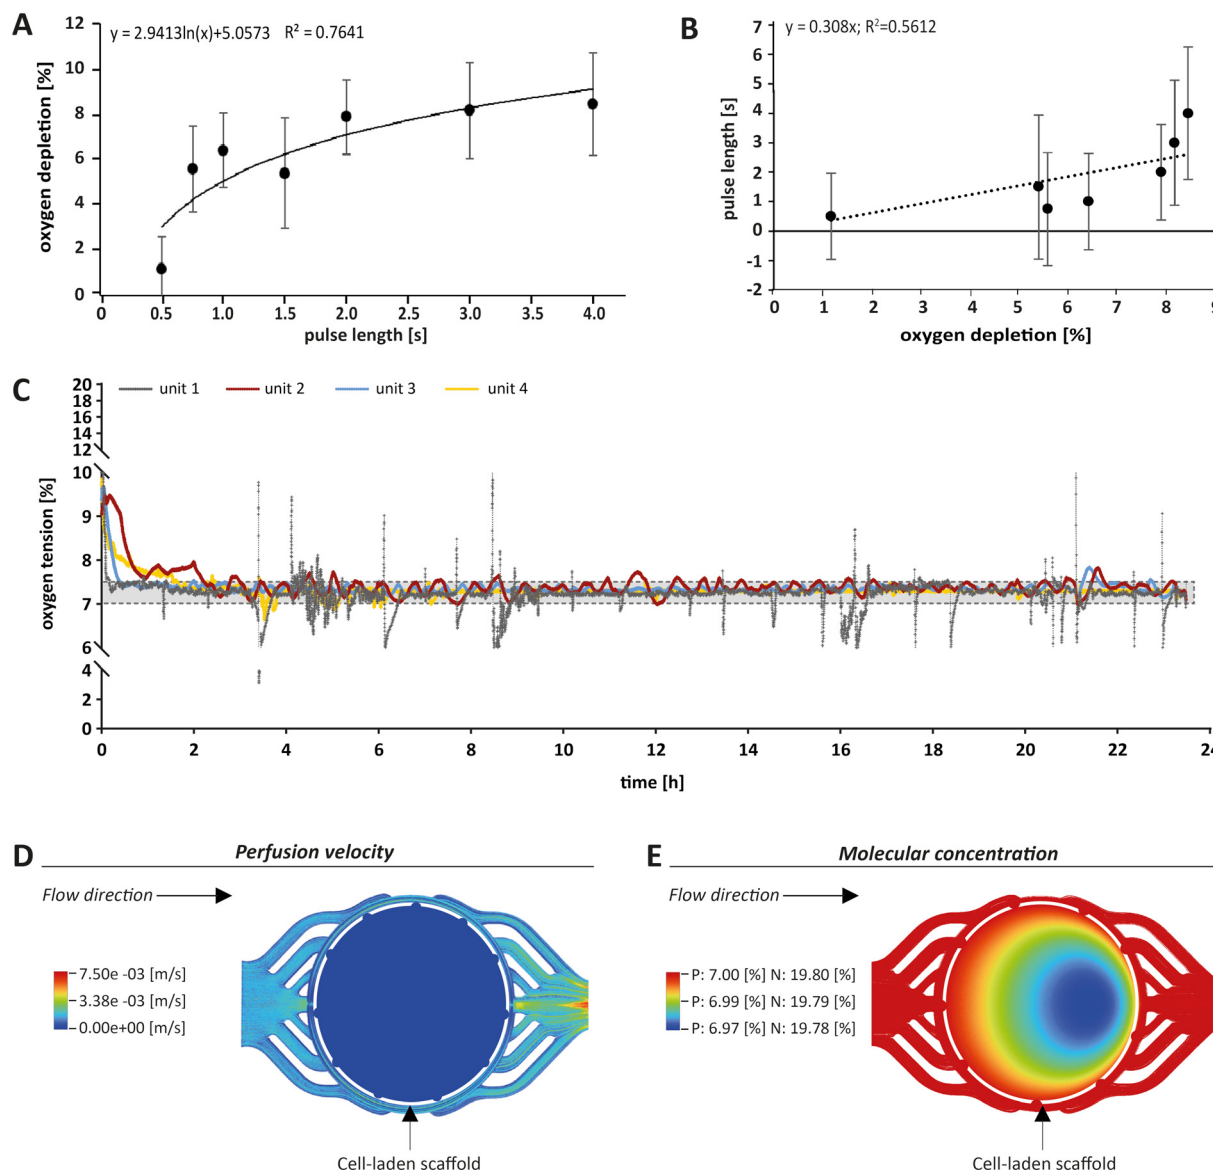 A
y = 2.9413ln(x)+5.0573 R² = 0.7641
oxygen depletion [%]
12
10
8
6
4
2
0
0 0.5 1.0 1.5 2.0 2.5 3.0 3.5 4.0
pulse length [s]
B
y = 0.308x; R²=0.5612
pulse length [s]
7
6
5
4
3
2
1
0
-1
-2
0 1 2 3 4 5 6 7 8 9
oxygen depletion [%]
C
unit 1 unit 2 unit 3 unit 4
oxygen tension [%]
20
18
16
14
12
10
9
8
7
6
4
2
0
0 2 4 6 8 10 12 14 16 18 20 22 24
time [h]
D
Perfusion velocity
Flow direction
7.50e -03 [m/s]
3.38e -03 [m/s]
0.00e+00 [m/s]
Cell-laden scaffold
E
Molecular concentration
Flow direction
P: 7.00 [%] N: 19.80 [%]
P: 6.99 [%] N: 19.79 [%]
P: 6.97 [%] N: 19.78 [%]
Cell-laden scaffold